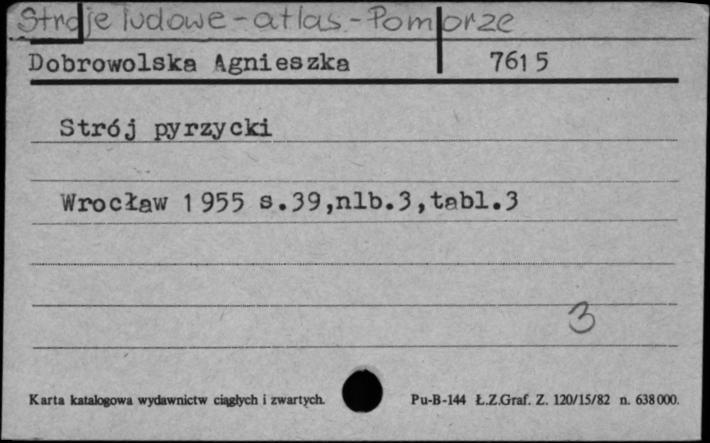 Stroje ludowe - atlas - Pomorze
Dobrowolska Agnieszka 7615
Strój pyrzycki
Wrocław 1955 s.39,nlb.3,tabl.3
3
Karta katalogowa wydawnictw ciągłych i zwartych. Pu-B-144 Ł.Z.Graf. Z. 120/15/82 n. 638000.